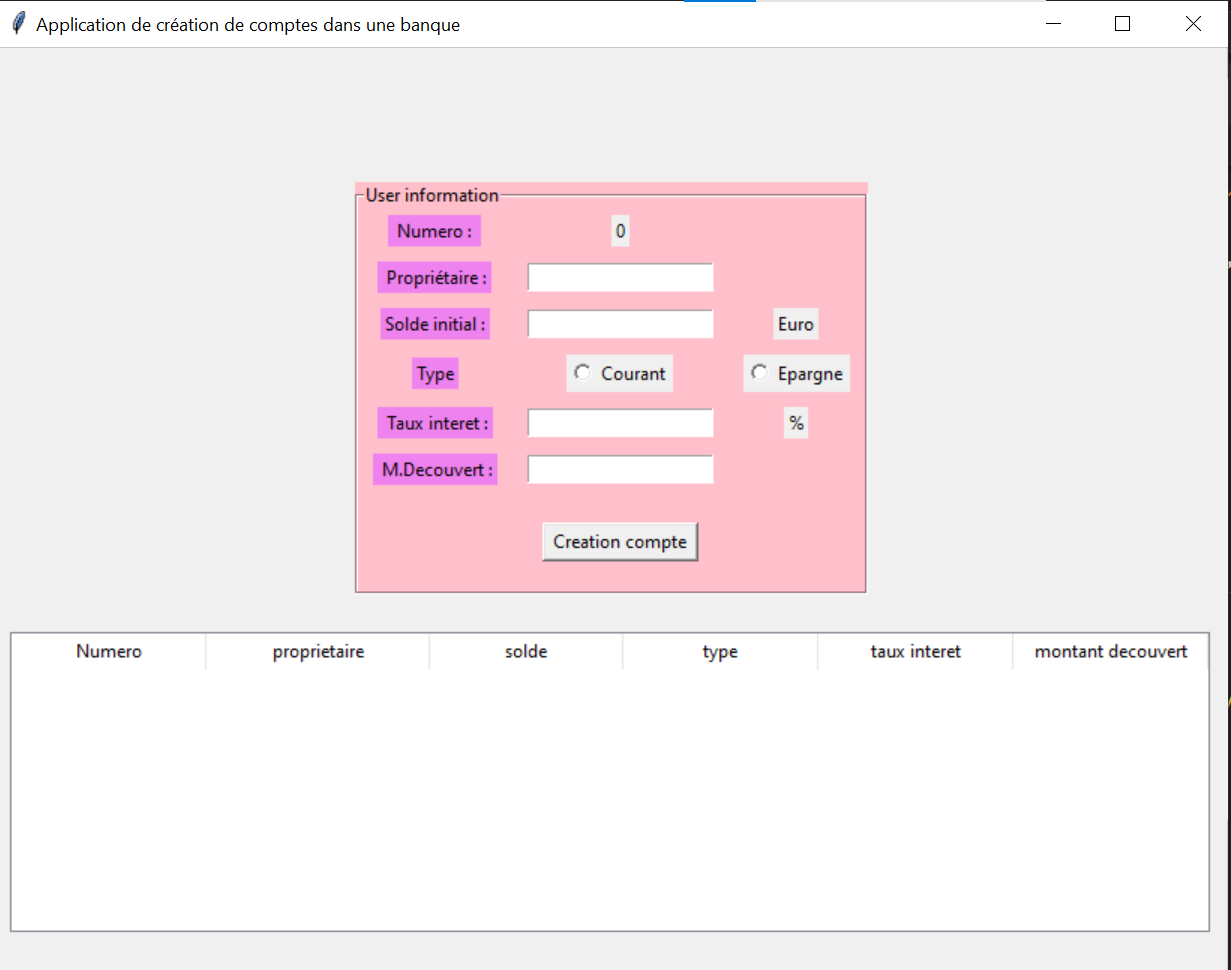 Application de création de comptes dans une banque
User information
Numero : 0
Propriétaire :
Solde initial : Euro
Type Courant Epargne
Taux interet : %
M.Decouvert :
Creation compte
Numero proprietaire solde type taux interet montant decouvert